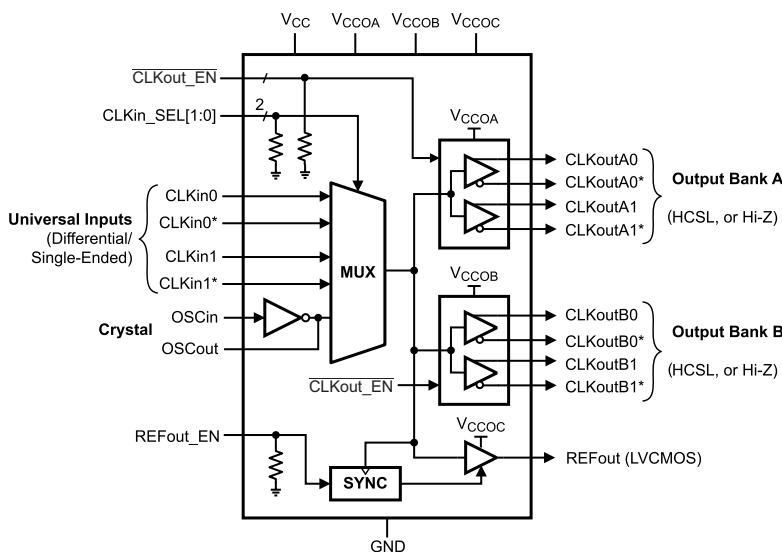 VCC
VCCOA
VCCOB
VCCOC
CLKout_EN
CLKin_SEL[1:0]
2
VCCOA
CLKoutA0
CLKoutA0*
CLKoutA1
CLKoutA1*
Output Bank A
(HCSL, or Hi-Z)
Universal Inputs
(Differential/
Single-Ended)
CLKin0
CLKin0*
CLKin1
CLKin1*
MUX
Crystal
OSCin
OSCout
VCCOB
CLKoutB0
CLKoutB0*
CLKoutB1
CLKoutB1*
Output Bank B
(HCSL, or Hi-Z)
CLKout_EN
REFout_EN
SYNC
VCCOC
REFout (LVCMOS)
GND